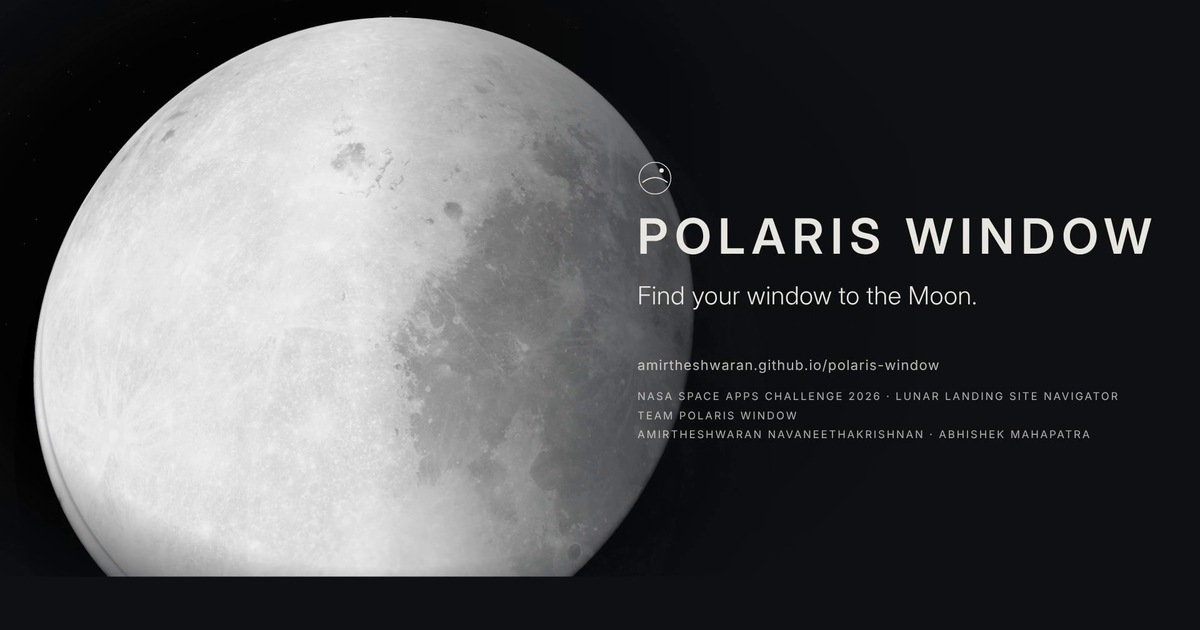 POLARIS WINDOW
Find your window to the Moon.
amirtheshwaran.github.io/polaris-window
NASA SPACE APPS CHALLENGE 2026 · LUNAR LANDING SITE NAVIGATOR
TEAM POLARIS WINDOW
AMIRTHESHWARAN NAVANEETHAKRISHNAN · ABHISHEK MAHAPATRA